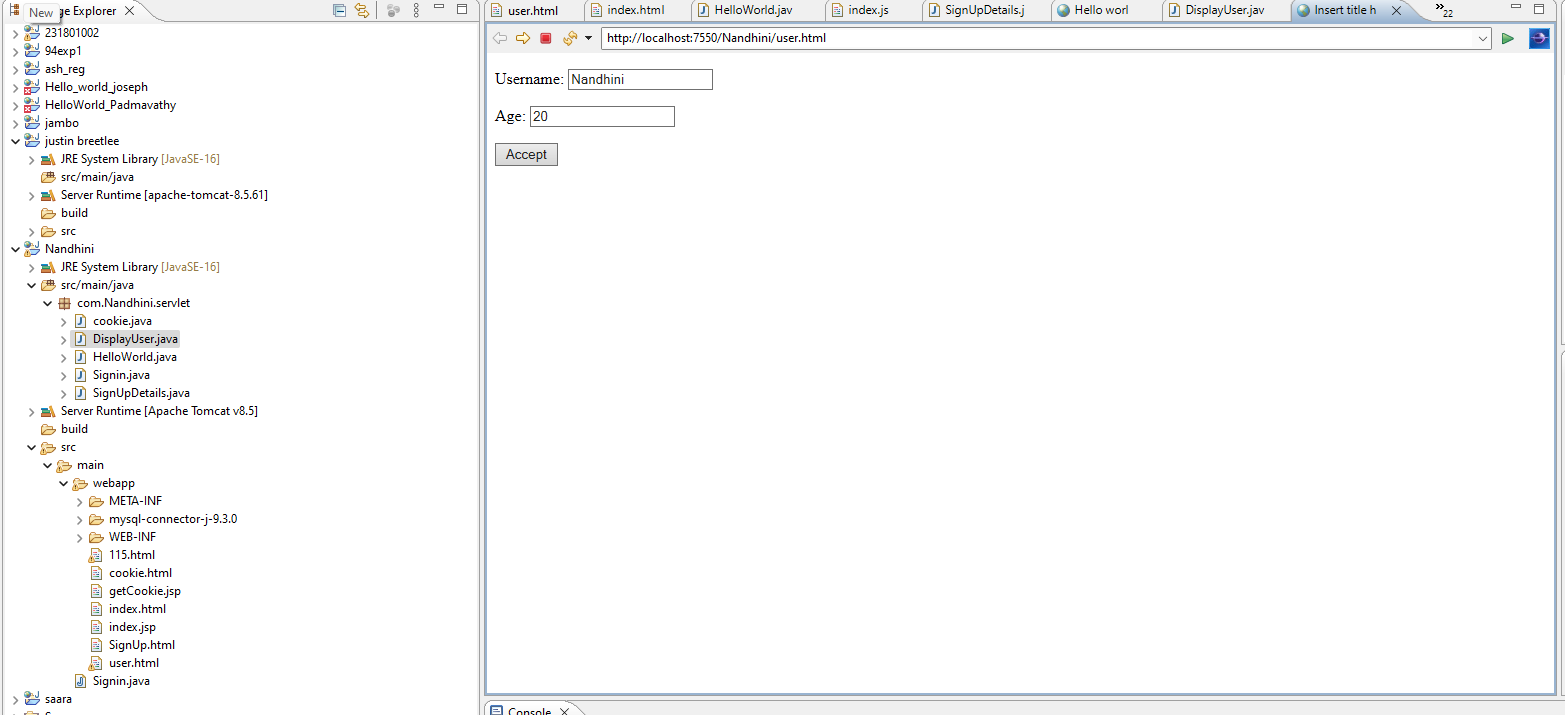 New
ge Explorer
231801002
94exp1
ash_reg
Hello_world_joseph
HelloWorld_Padmavathy
jambo
justin breetlee
JRE System Library [JavaSE-16]
src/main/java
Server Runtime [apache-tomcat-8.5.61]
build
src
Nandhini
JRE System Library [JavaSE-16]
src/main/java
com.Nandhini.servlet
cookie.java
DisplayUser.java
HelloWorld.java
Signin.java
SignUpDetails.java
Server Runtime [Apache Tomcat v8.5]
build
src
main
webapp
META-INF
mysql-connector-j-9.3.0
WEB-INF
115.html
cookie.html
getCookie.jsp
index.html
index.jsp
SignUp.html
user.html
Signin.java
saara
user.html index.html HelloWorld.jav index.js SignUpDetails.j Hello worl DisplayUser.jav Insert title h »22
http://localhost:7550/Nandhini/user.html
Username: Nandhini
Age: 20
Accept
Console